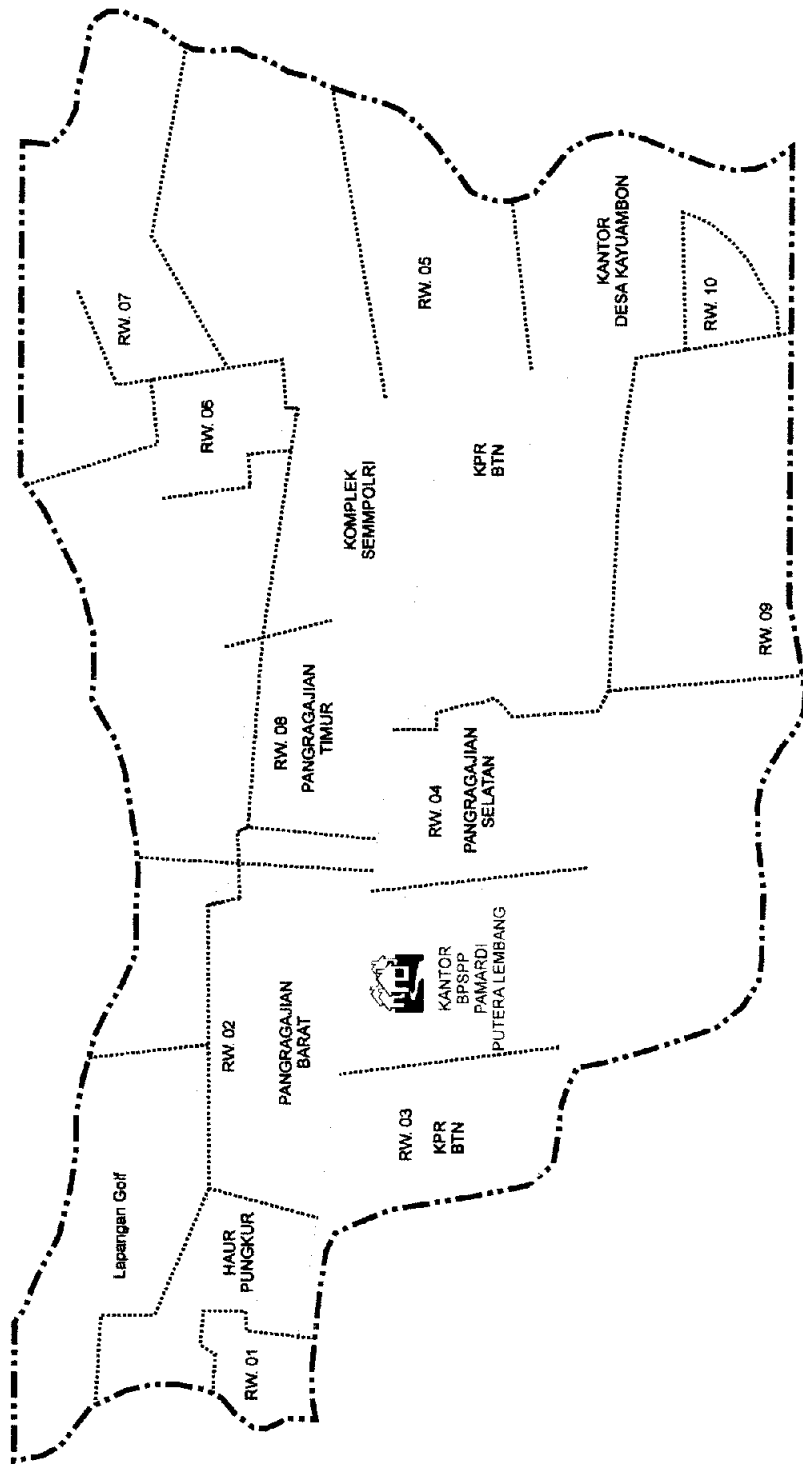 Lapangan Golf
RW. 01
HAUR
PUNGKUR
RW. 02
PANGRAGAJIAN
BARAT
RW. 03
KPR
BTN
KANTOR
BPSPP
PAMARDI
PUTERA LEMBANG
RW. 04
PANGRAGAJIAN
SELATAN
RW. 08
PANGRAGAJIAN
TIMUR
KOMPLEK
SEMMPOLRI
KPR
BTN
RW. 06
RW. 07
RW. 05
KANTOR
DESA KAYUAMBON
RW. 10
RW. 09